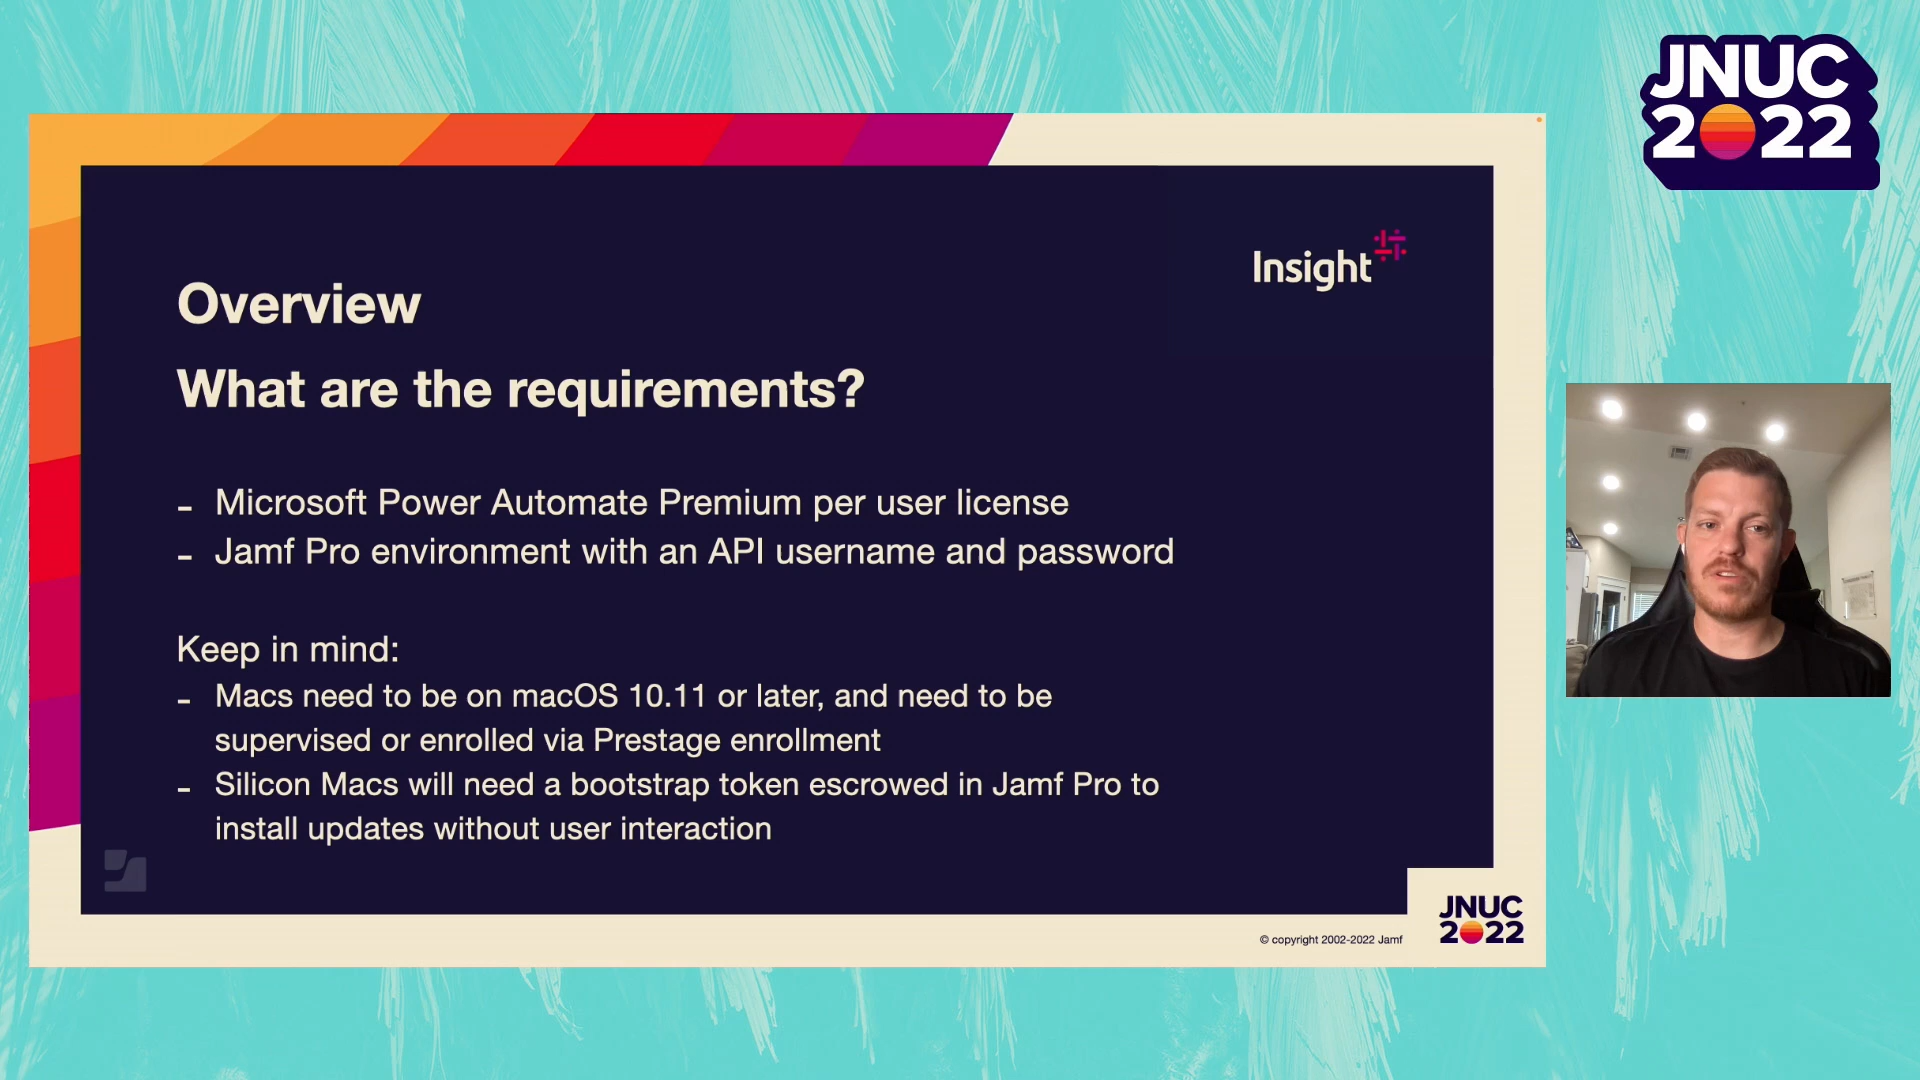 JNUC
2022
Insight
Overview
What are the requirements?
- Microsoft Power Automate Premium per user license
- Jamf Pro environment with an API username and password
Keep in mind:
- Macs need to be on macOS 10.11 or later, and need to be
supervised or enrolled via Prestage enrollment
- Silicon Macs will need a bootstrap token escrowed in Jamf Pro to
install updates without user interaction
JNUC
2022
© copyright 2002-2022 Jamf